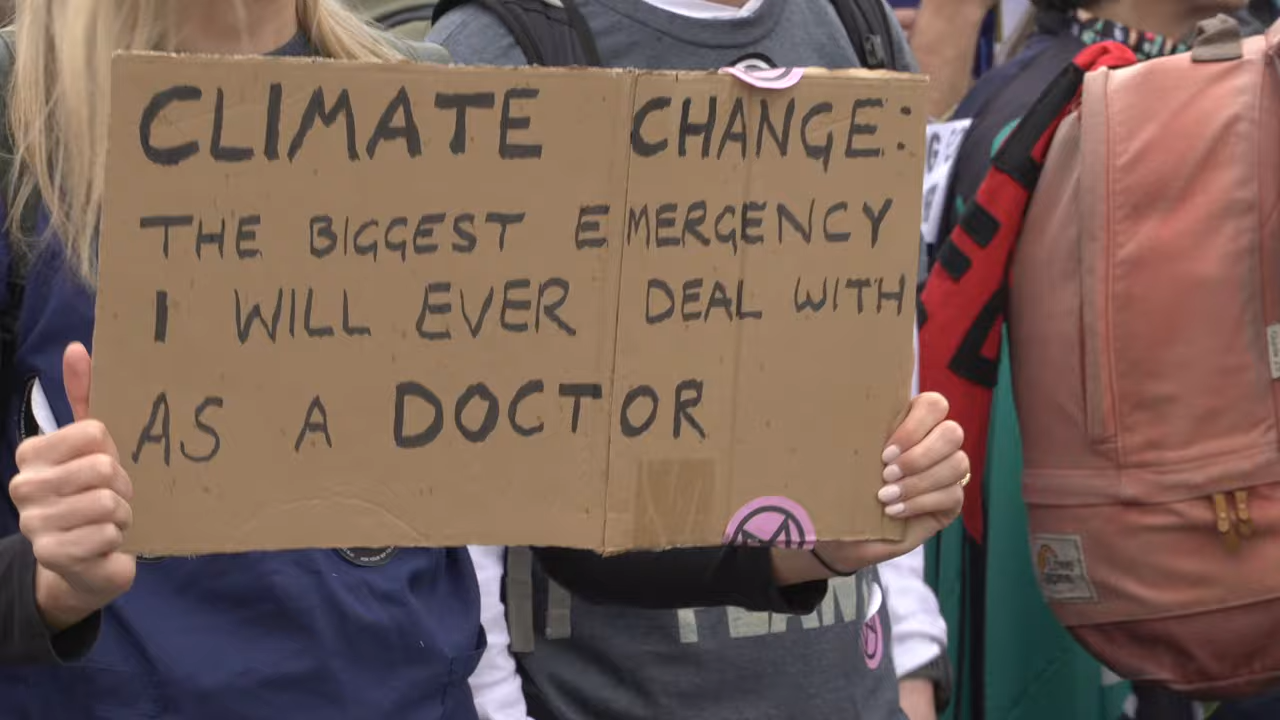 CLIMATE CHANGE:
THE BIGGEST EMERGENCY
I WILL EVER DEAL WITH
AS A DOCTOR